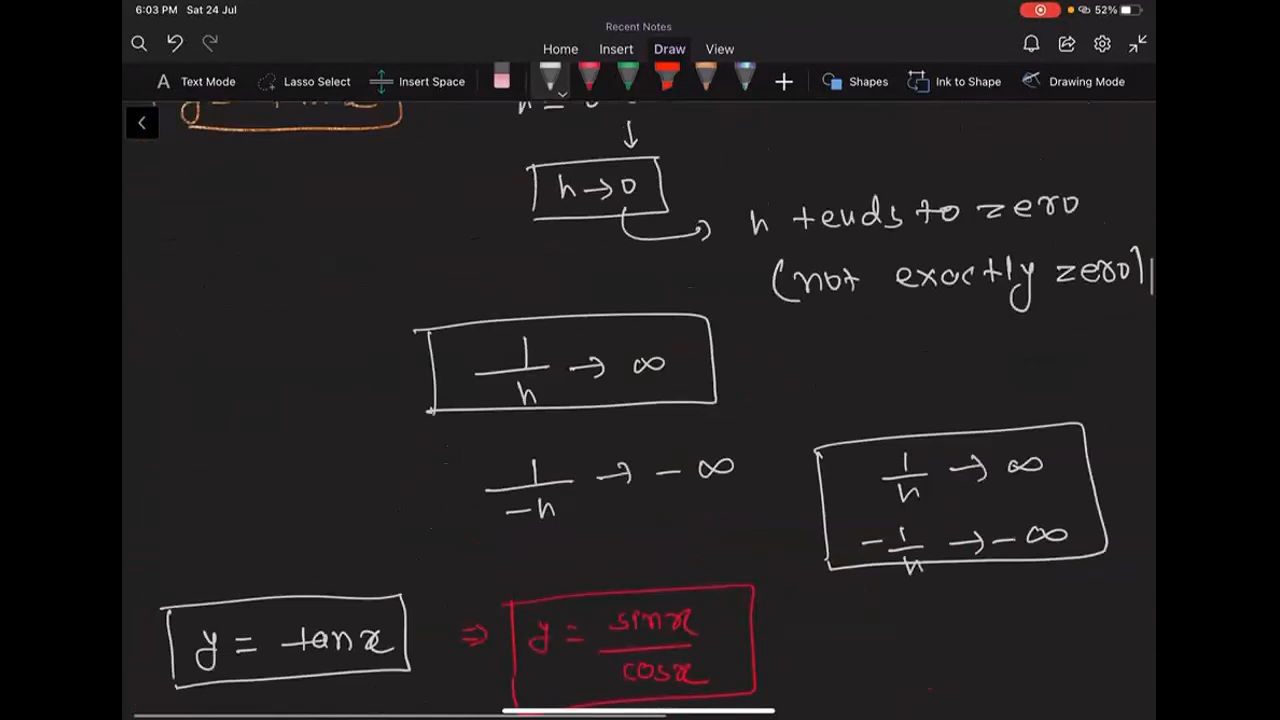 6:03 PM Sat 24 Jul
52%
Recent Notes
Home Insert Draw View
Text Mode Lasso Select Insert Space Shapes Ink to Shape Drawing Mode
h → 0
h tends to zero
(not exactly zero)
1/h → ∞
1/-h → - ∞
1/h → ∞
-1/h → - ∞
y = tanx ⇒ y = sinx/cosx